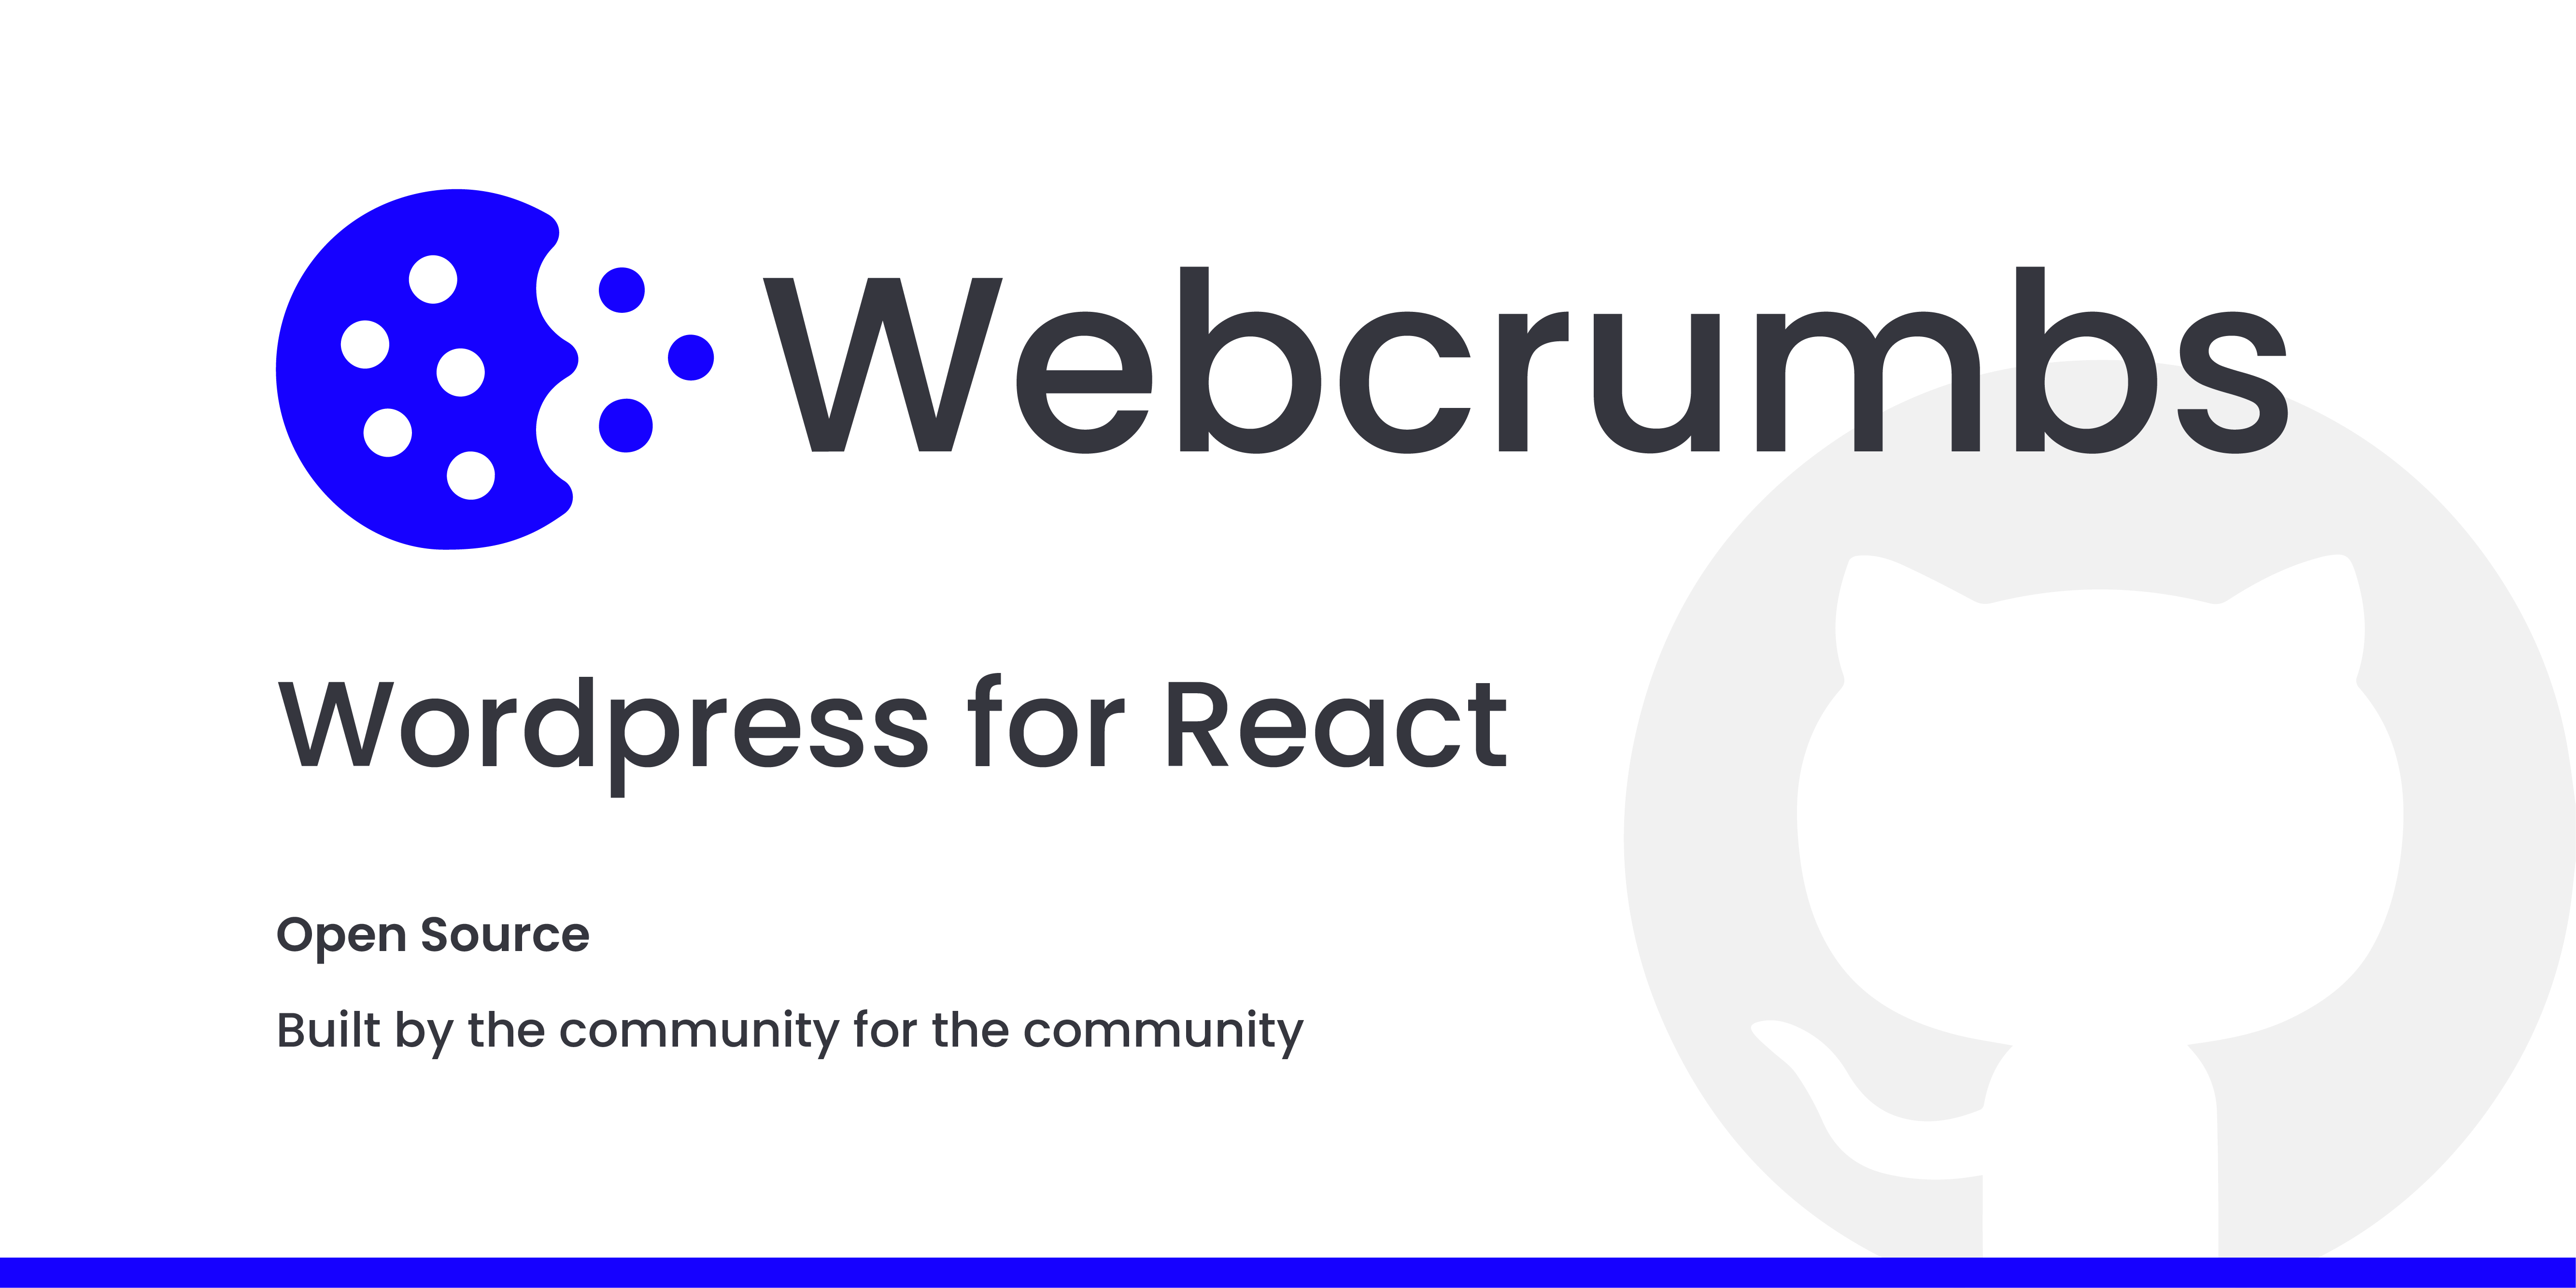 Webcrumbs
Wordpress for React
Open Source
Built by the community for the community